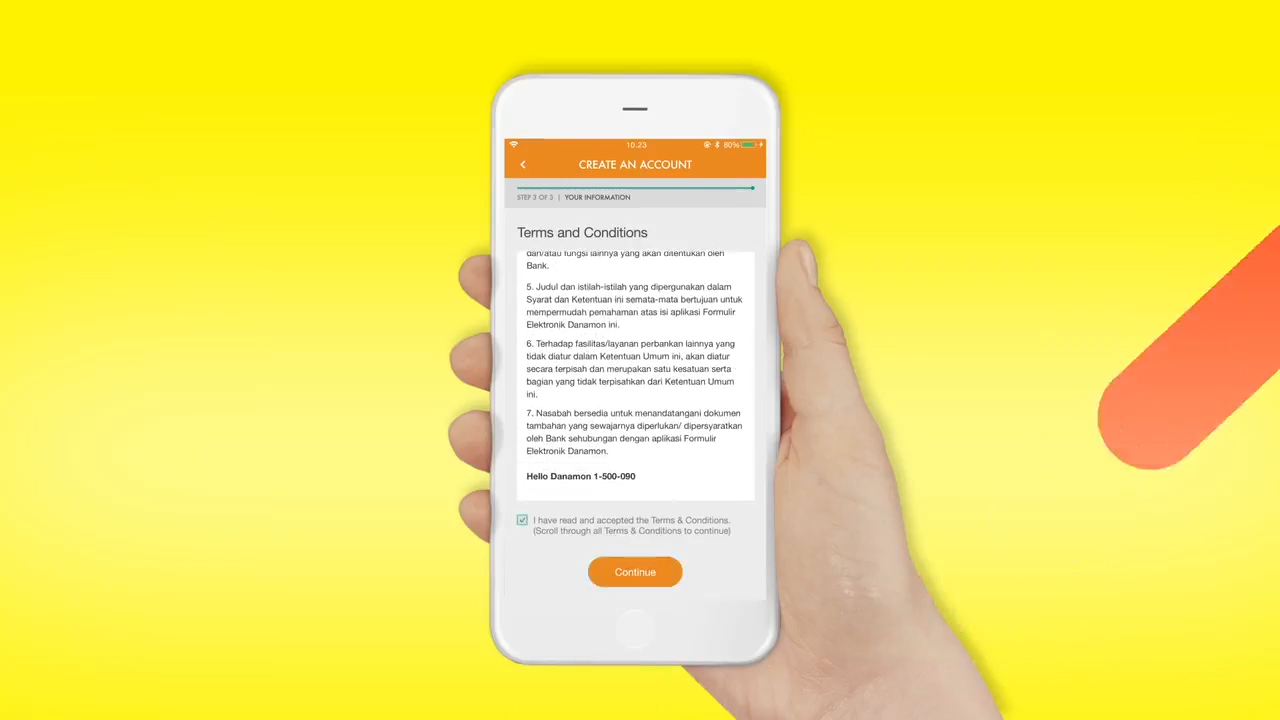 10.23
80%
CREATE AN ACCOUNT
STEP 3 OF 3 | YOUR INFORMATION
Terms and Conditions
dan/atau fungsi lainnya yang akan ditentukan oleh
Bank.
5. Judul dan istilah-istilah yang dipergunakan dalam
Syarat dan Ketentuan ini semata-mata bertujuan untuk
mempermudah pemahaman atas isi aplikasi Formulir
Elektronik Danamon ini.
6. Terhadap fasilitas/layanan perbankan lainnya yang
tidak diatur dalam Ketentuan Umum ini, akan diatur
secara terpisah dan merupakan satu kesatuan serta
bagian yang tidak terpisahkan dari Ketentuan Umum
ini.
7. Nasabah bersedia untuk menandatangani dokumen
tambahan yang sewajarnya diperlukan/ dipersyaratkan
oleh Bank sehubungan dengan aplikasi Formulir
Elektronik Danamon.
Hello Danamon 1-500-090
I have read and accepted the Terms & Conditions.
(Scroll through all Terms & Conditions to continue)
Continue